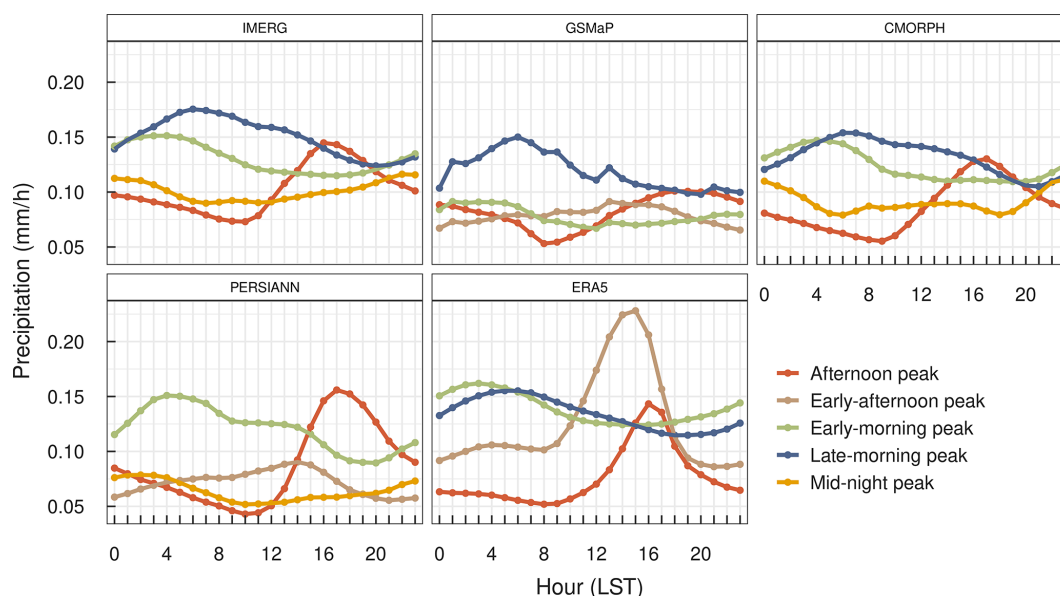 IMERG GSMaP CMORPH
0.20
0.15
0.10
0.05
0 4 8 12 16 20
PERSIANN ERA5
0.20
0.15
0.10
0.05
0 4 8 12 16 20 0 4 8 12 16 20
Precipitation (mm/h)
Hour (LST)
Afternoon peak
Early-afternoon peak
Early-morning peak
Late-morning peak
Mid-night peak